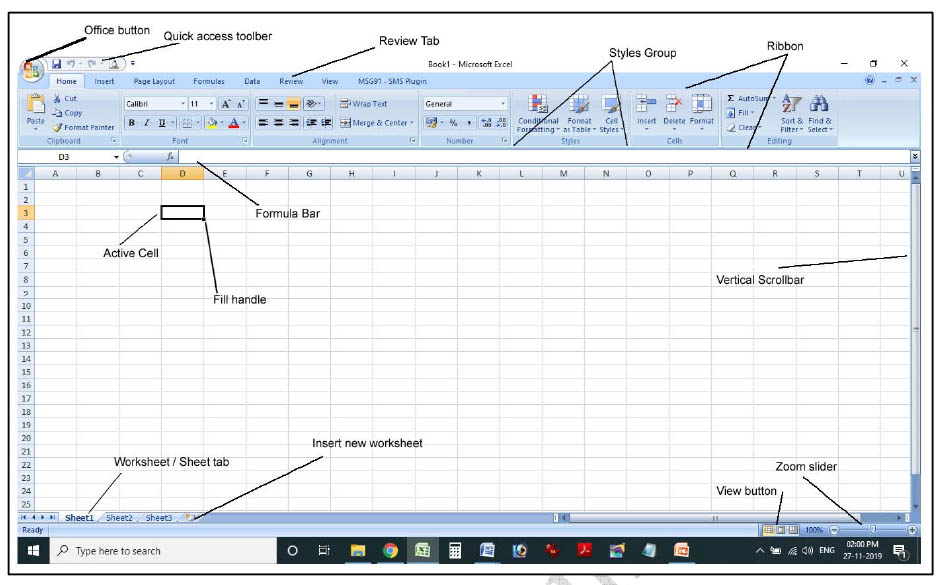 Office button
Quick access toolber
Review Tab
Styles Group
Ribbon
Book1 - Microsoft Excel
Home Insert Page Layout Formulas Data Review View MSG91 - SMS Plugin
Cut
Copy
Format Painter
Paste
Clipboard
Calibri 11
Font
Wrap Text
Merge & Center
Alignment
General
Number
Conditional Formatting
Format as Table
Cell Styles
Styles
Insert Delete Format
Cells
AutoSum
Fill
Clear
Sort & Filter
Find & Select
Editing
D3 fx
A B C D E F G H I J K L M N O P Q R S T U
1
2
3
4
5
6
7
8
9
10
11
12
13
14
15
16
17
18
19
20
21
22
23
24
25
Formula Bar
Active Cell
Fill handle
Vertical Scrollbar
Insert new worksheet
Worksheet / Sheet tab
Zoom slider
View button
Sheet1 Sheet2 Sheet3
Ready
100%
Type here to search
ENG
02:00 PM
27-11-2019